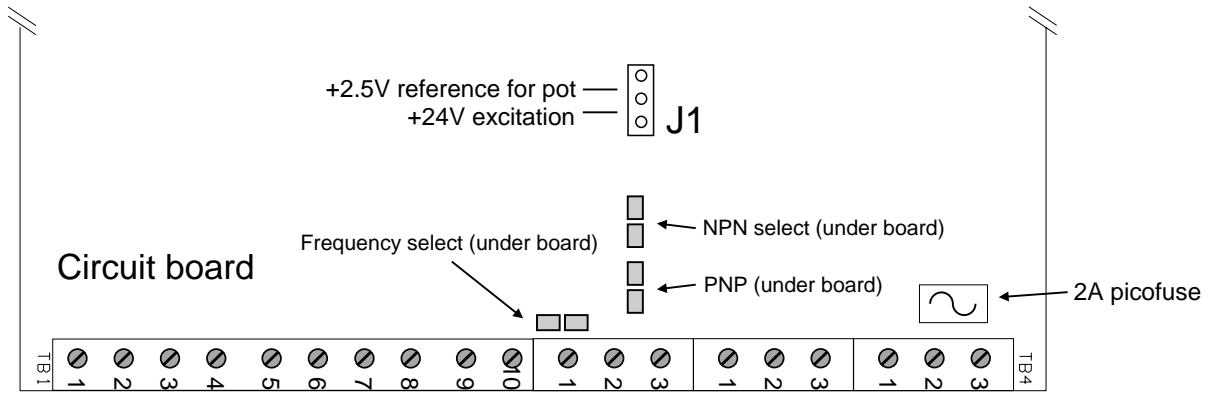 +2.5V reference for pot
+24V excitation
J1
NPN select (under board)
Frequency select (under board)
Circuit board
PNP (under board)
2A picofuse
TB1
1 2 3 4 5 6 7 8 9 10 1 2 3 1 2 3 1 2 3
TB4